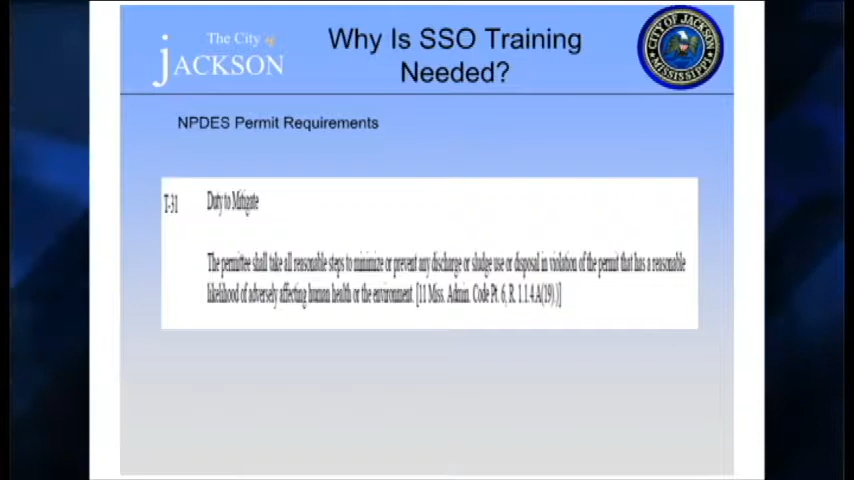 The City of
jACKSON
Why Is SSO Training
Needed?
CITY OF JACKSON
MISSISSIPPI
NPDES Permit Requirements
T-31
Duty to Mitigate
The permittee shall take all reasonable steps to minimize or prevent any discharge or sludge use or disposal in violation of the permit that has a reasonable
likelihood of adversely affecting human health or the environment. [11 Miss. Admin. Code Pt. 6, R. 1.1.4.A(19).)]